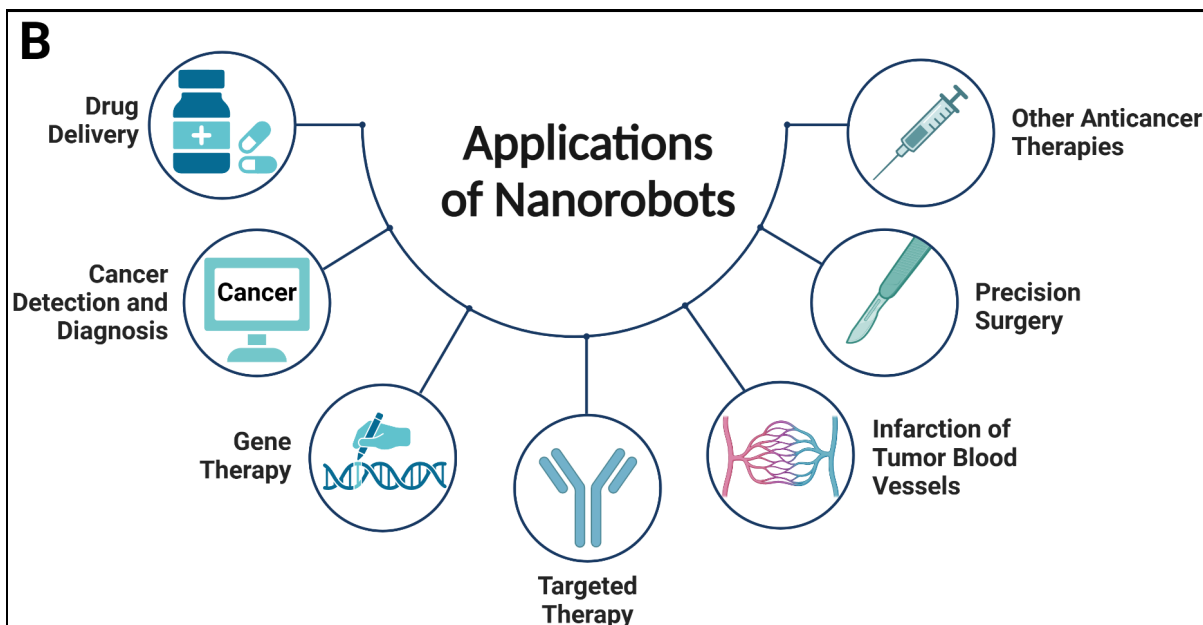 B
Applications
of Nanorobots
Drug
Delivery
Cancer
Detection and
Diagnosis
Cancer
Gene
Therapy
Targeted
Therapy
Infarction of
Tumor Blood
Vessels
Precision
Surgery
Other Anticancer
Therapies